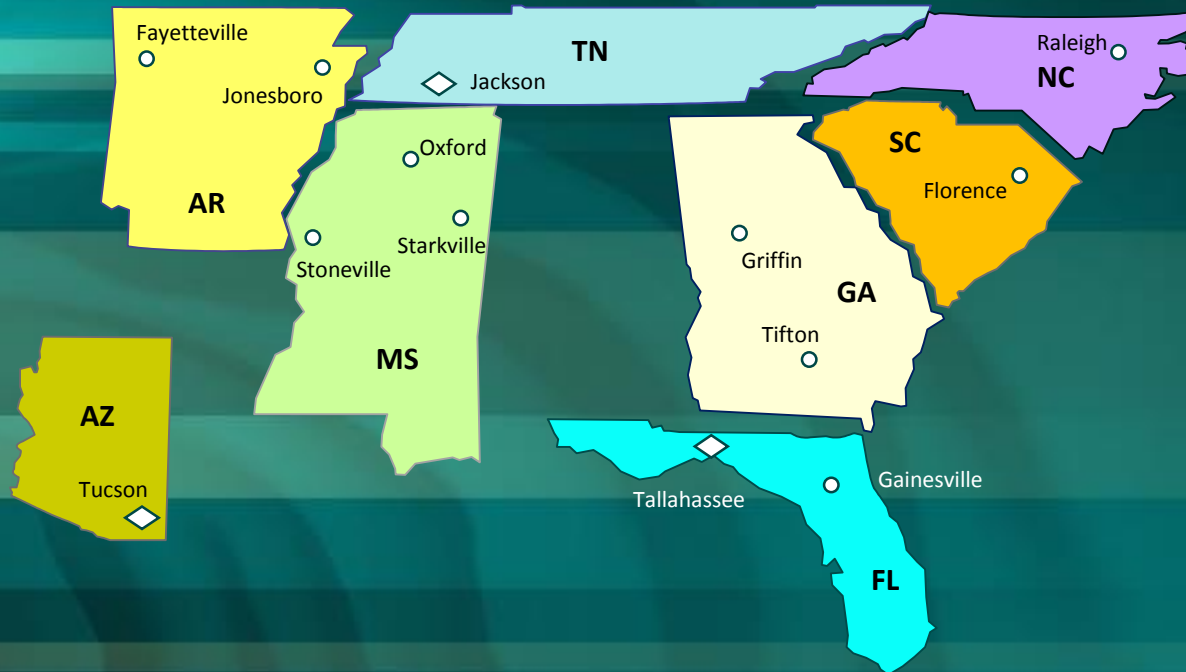 Fayetteville
TN
Raleigh
NC
Jackson
Jonesboro
Oxford
SC
Florence
AR
Starkville
Stoneville
Griffin
GA
Tifton
MS
AZ
Tucson
Tallahassee
Gainesville
FL